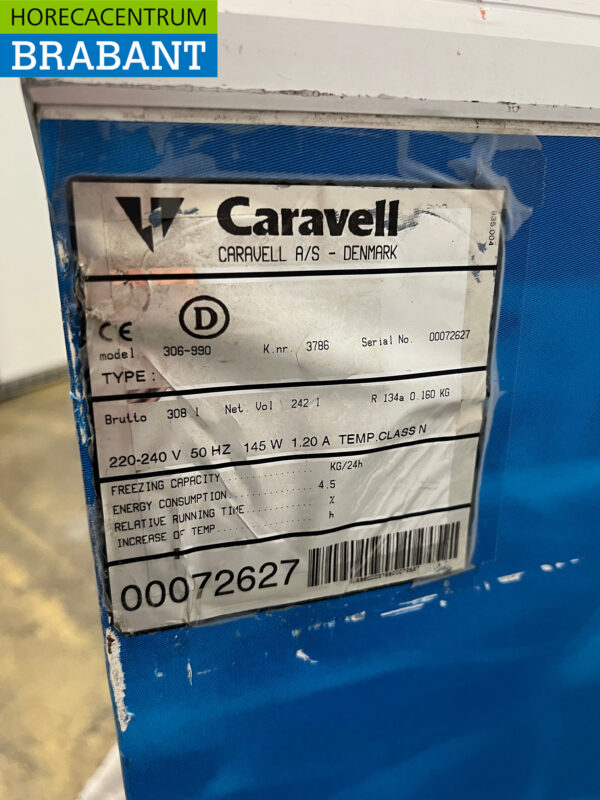 HORECACENTRUM
BRABANT
Caravell
CARAVELL A/S - DENMARK
935.004
CE D
model 306-990 K.nr. 3786 Serial No. 00072627
TYPE :
Brutto 308 l Net. Vol 242 l R 134a 0.160 KG
220-240 V 50 HZ 145 W 1.20 A TEMP.CLASS N
FREEZING CAPACITY ............... KG/24h
ENERGY CONSUMPTION............... 4.5
RELATIVE RUNNING TIME............ %
INCREASE OF TEMP................. h
00072627